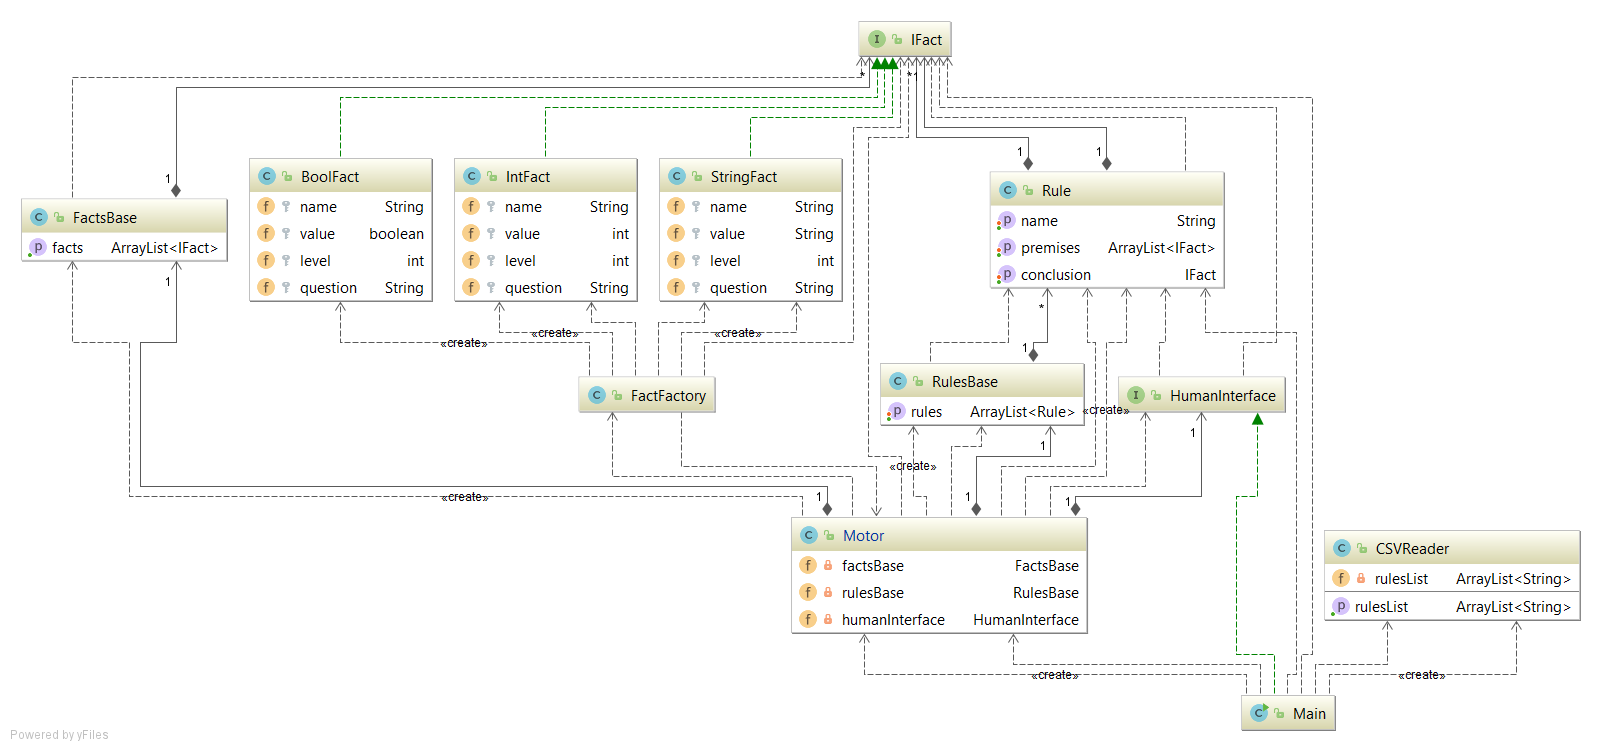 I IFact
*
*
1
1
1
1
C BoolFact
f name String
f value boolean
f level int
f question String
C IntFact
f name String
f value int
f level int
f question String
C StringFact
f name String
f value String
f level int
f question String
C Rule
p name String
p premises ArrayList<IFact>
p conclusion IFact
C FactsBase
p facts ArrayList<IFact>
1
*
«create»
«create»
«create»
1
C FactFactory
C RulesBase
p rules ArrayList<Rule>
«create»
I HumanInterface
1
1
«create»
«create»
1
1
1
C Motor
f factsBase FactsBase
f rulesBase RulesBase
f humanInterface HumanInterface
C CSVReader
f rulesList ArrayList<String>
p rulesList ArrayList<String>
«create»
«create»
C Main
Powered by yFiles